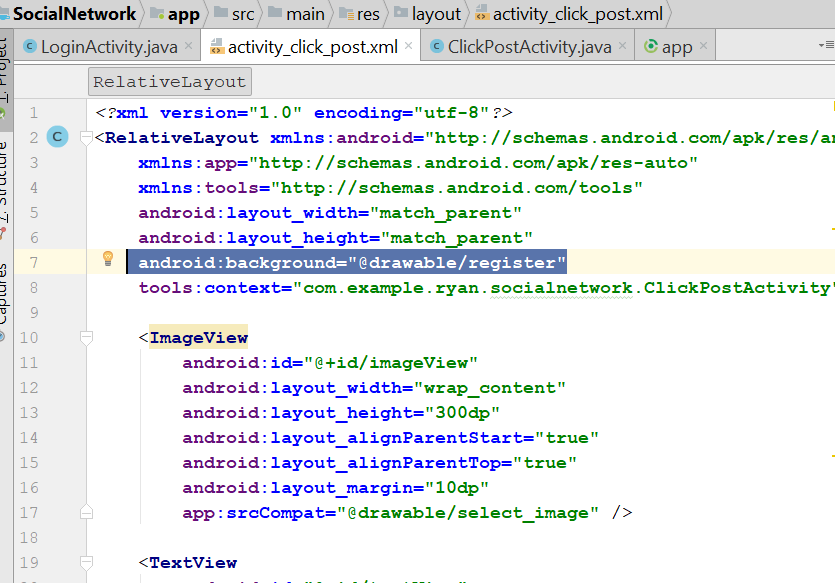 SocialNetwork app src main res layout activity_click_post.xml
LoginActivity.java activity_click_post.xml ClickPostActivity.java app
1: Project
RelativeLayout
1 <?xml version="1.0" encoding="utf-8"?>
2 C <RelativeLayout xmlns:android="http://schemas.android.com/apk/res/an
3 xmlns:app="http://schemas.android.com/apk/res-auto"
4 xmlns:tools="http://schemas.android.com/tools"
5 android:layout_width="match_parent"
6 android:layout_height="match_parent"
7 android:background="@drawable/register"
8 tools:context="com.example.ryan.socialnetwork.ClickPostActivity"
9
10 <ImageView
11 android:id="@+id/imageView"
12 android:layout_width="wrap_content"
13 android:layout_height="300dp"
14 android:layout_alignParentStart="true"
15 android:layout_alignParentTop="true"
16 android:layout_margin="10dp"
17 app:srcCompat="@drawable/select_image" />
18
19 <TextView
Z: Structure
Captures